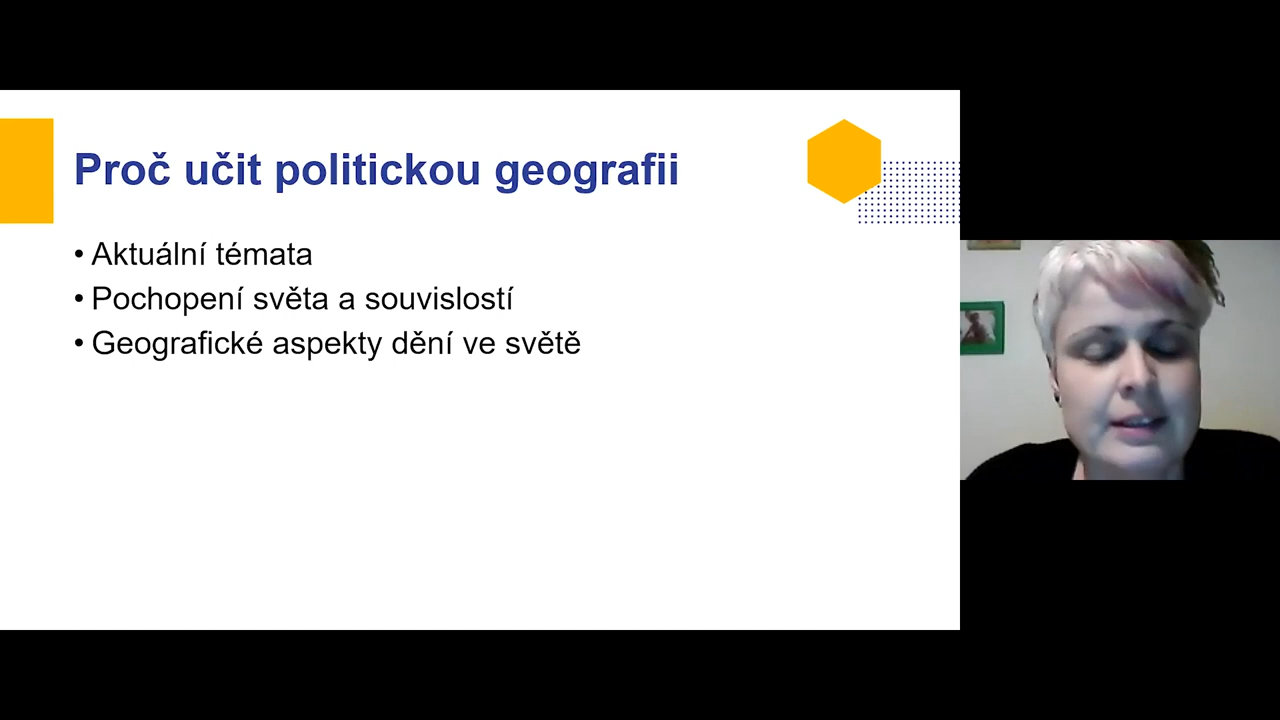 Proč učit politickou geografii
• Aktuální témata
• Pochopení světa a souvislostí
• Geografické aspekty dění ve světě